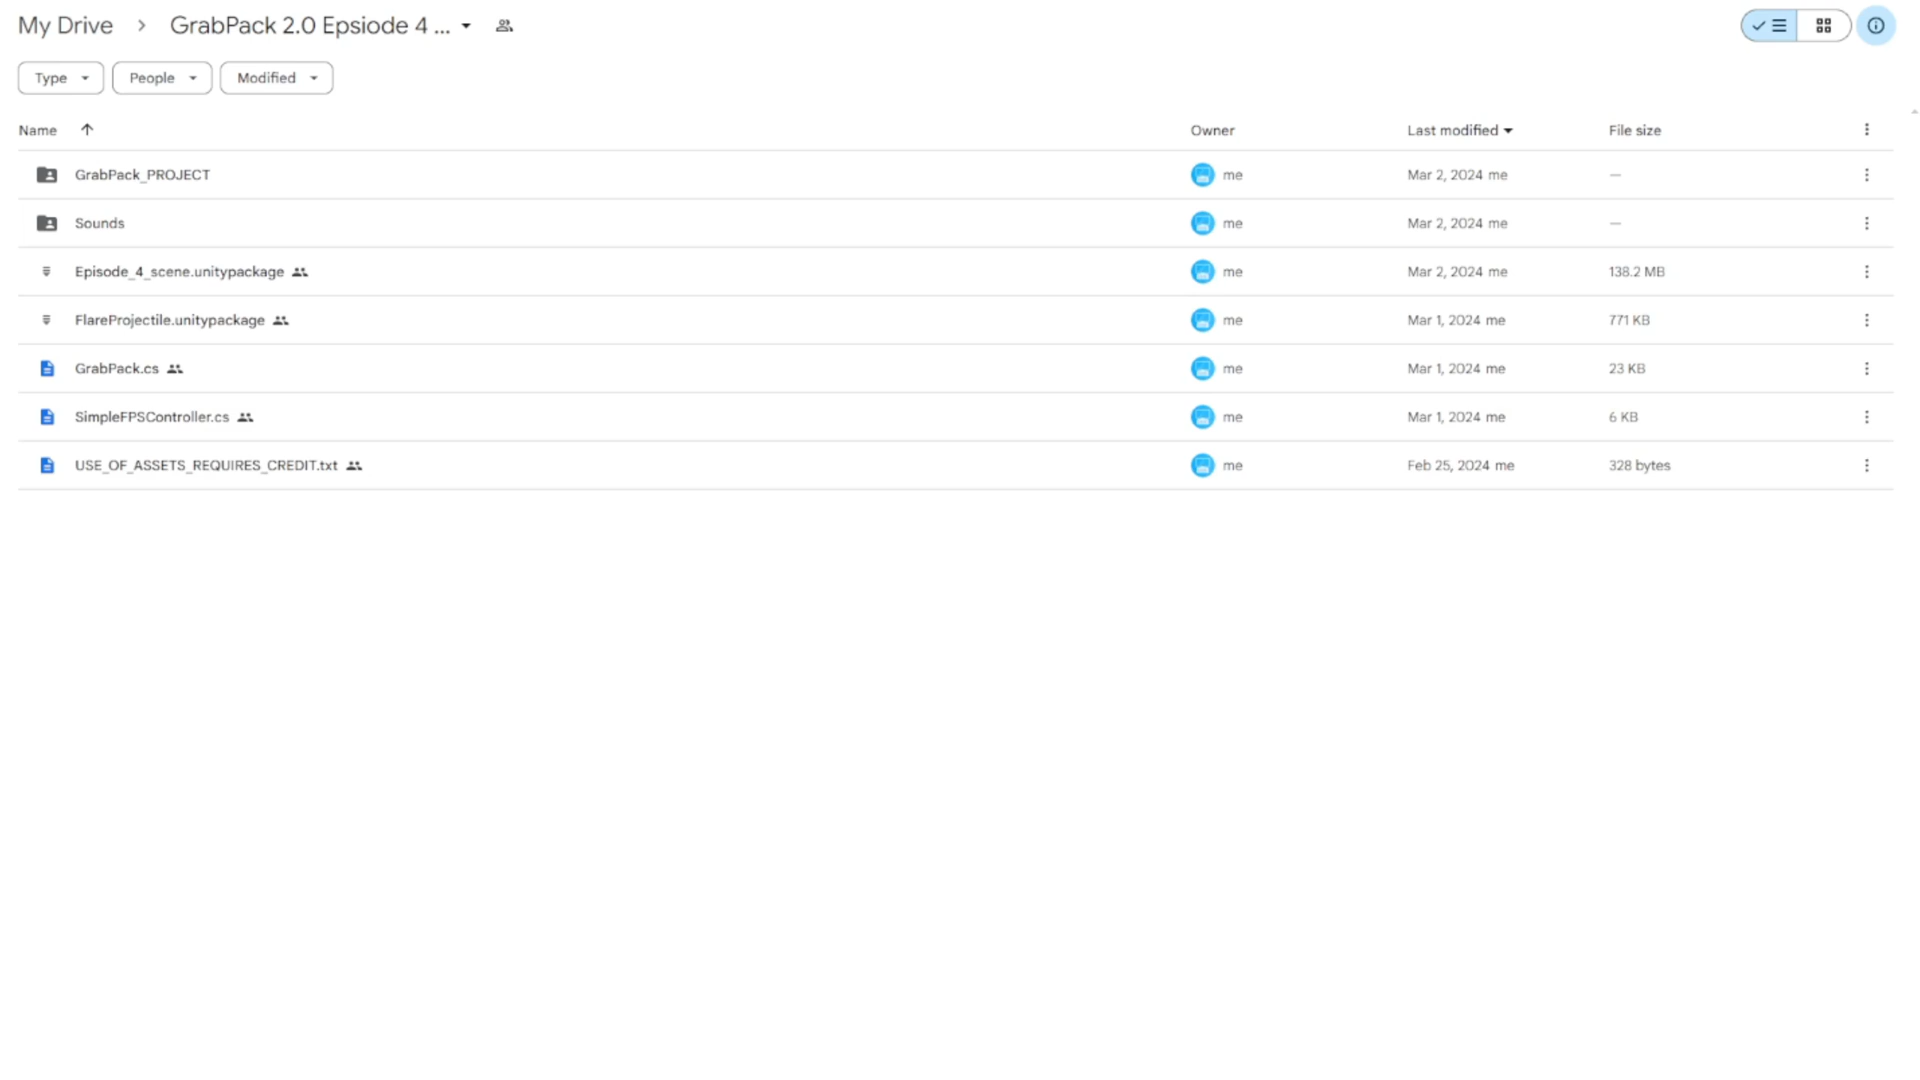 My Drive > GrabPack 2.0 Epsiode 4 ...
Type People Modified
Name Owner Last modified File size
GrabPack_PROJECT me Mar 2, 2024 me —
Sounds me Mar 2, 2024 me —
Episode_4_scene.unitypackage me Mar 2, 2024 me 138.2 MB
FlareProjectile.unitypackage me Mar 1, 2024 me 771 KB
GrabPack.cs me Mar 1, 2024 me 23 KB
SimpleFPSController.cs me Mar 1, 2024 me 6 KB
USE_OF_ASSETS_REQUIRES_CREDIT.txt me Feb 25, 2024 me 328 bytes